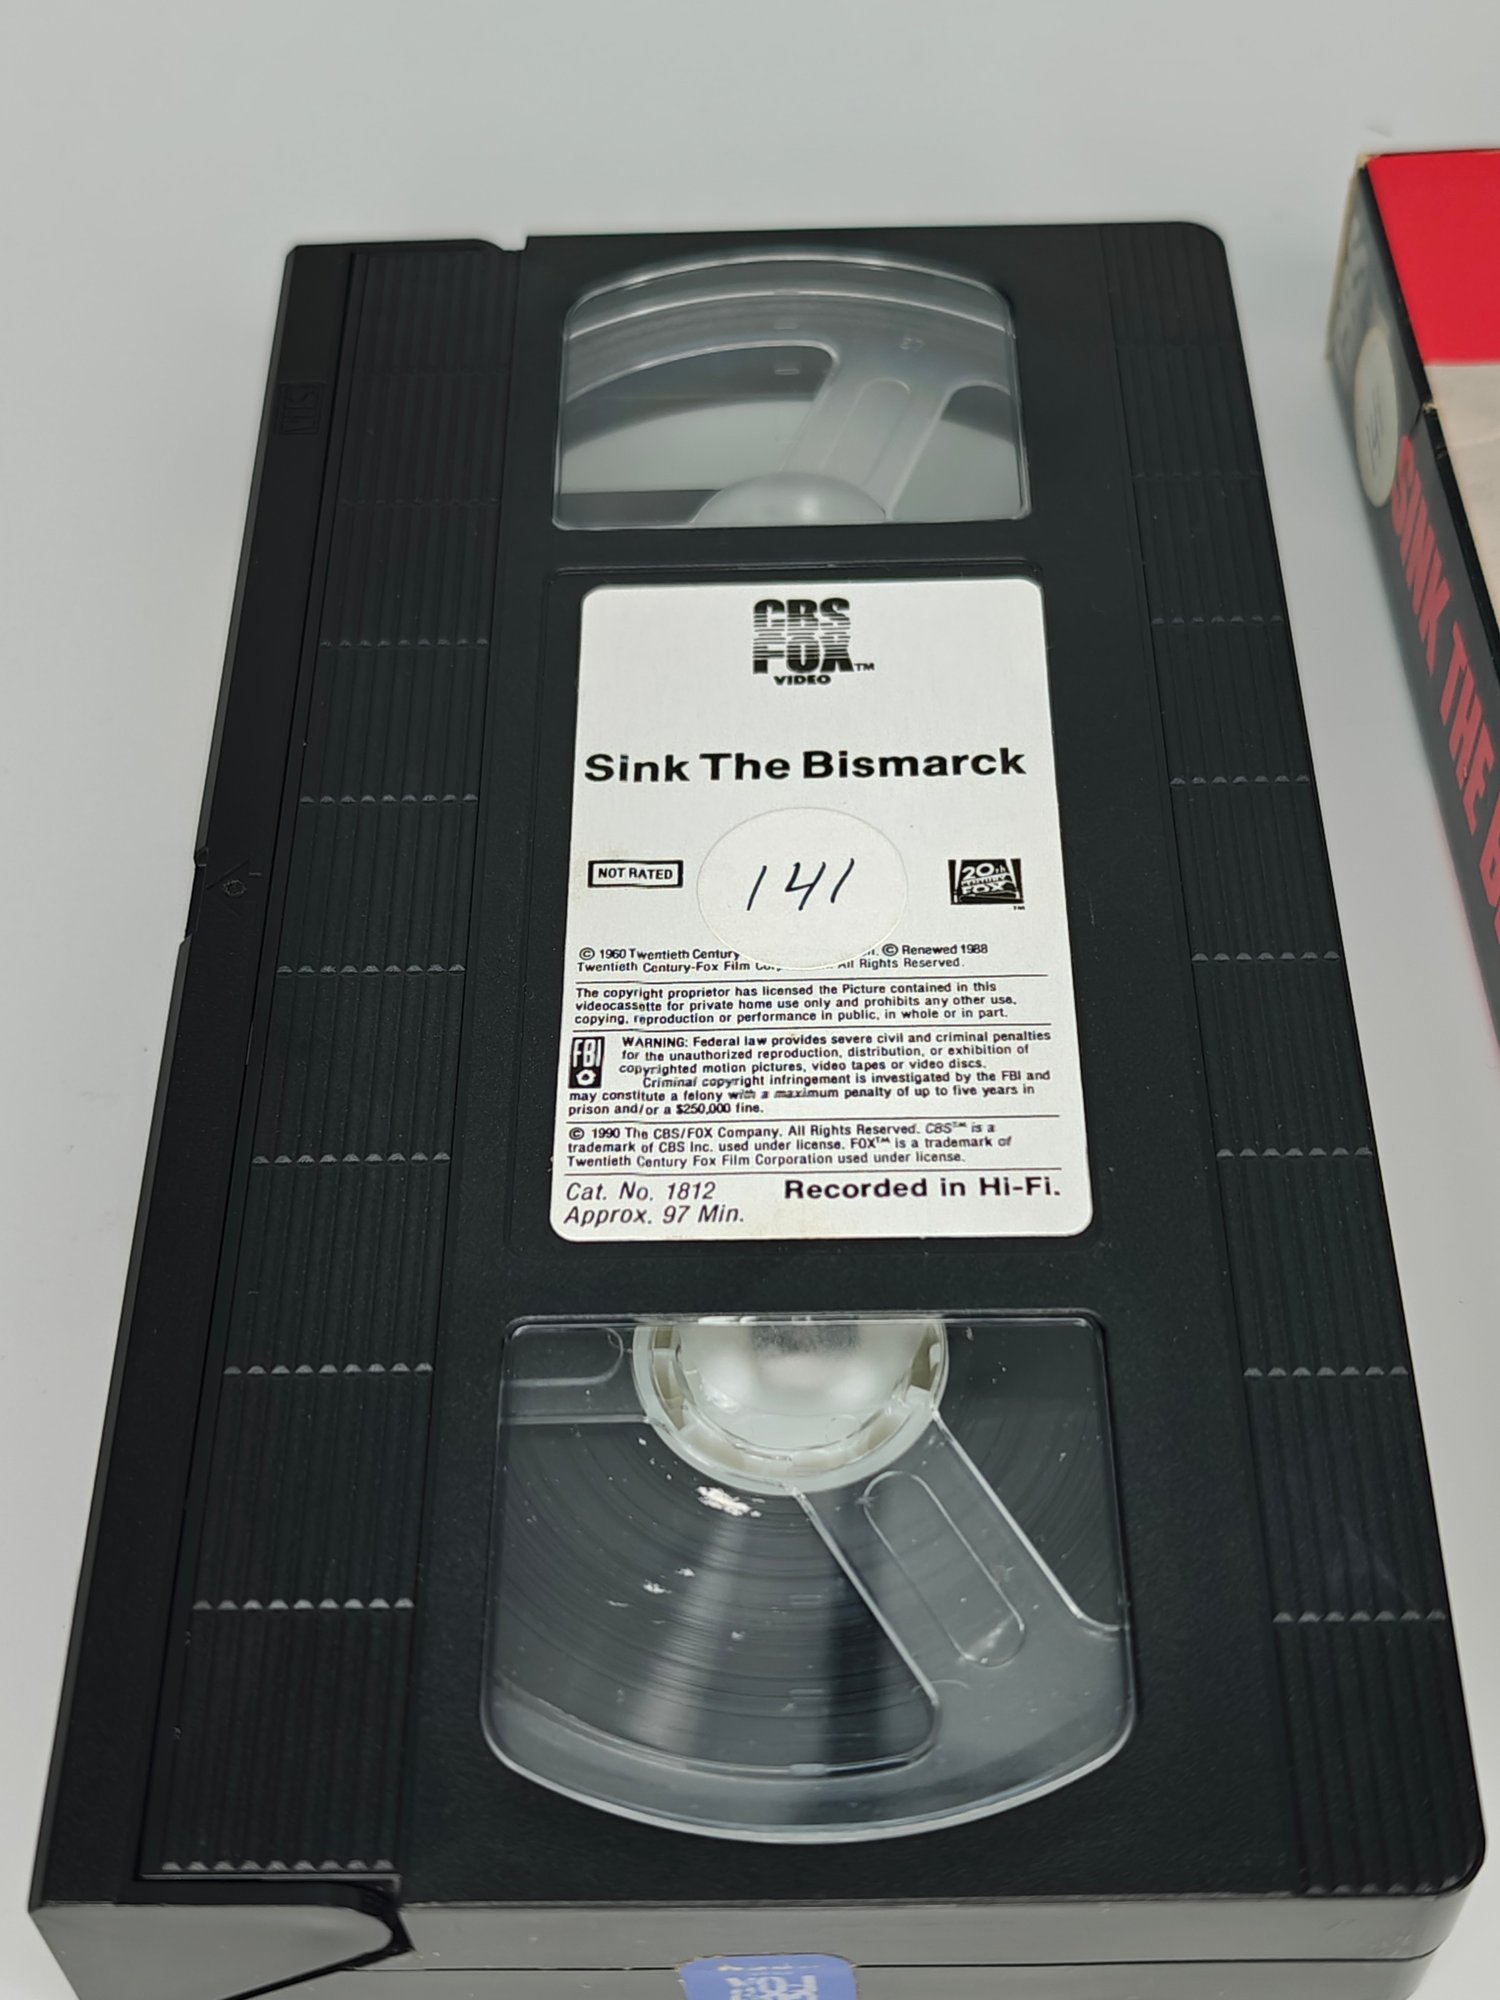 VHS
CBS
FOX™
VIDEO
Sink The Bismarck
NOT RATED
141
20th
CENTURY
FOX
™
© 1960 Twentieth Century
© Renewed 1988
Twentieth Century-Fox Film
All Rights Reserved.
The copyright proprietor has licensed the Picture contained in this
videocassette for private home use only and prohibits any other use,
copying, reproduction or performance in public, in whole or in part.
FBI
WARNING: Federal law provides severe civil and criminal penalties
for the unauthorized reproduction, distribution, or exhibition of
copyrighted motion pictures, video tapes or video discs.
Criminal copyright infringement is investigated by the FBI and
may constitute a felony with a maximum penalty of up to five years in
prison and/or a $250,000 fine.
© 1990 The CBS/FOX Company. All Rights Reserved. CBS™ is a
trademark of CBS Inc. used under license. FOX™ is a trademark of
Twentieth Century Fox Film Corporation used under license.
Cat. No. 1812
Recorded in Hi-Fi.
Approx. 97 Min.
SINK THE